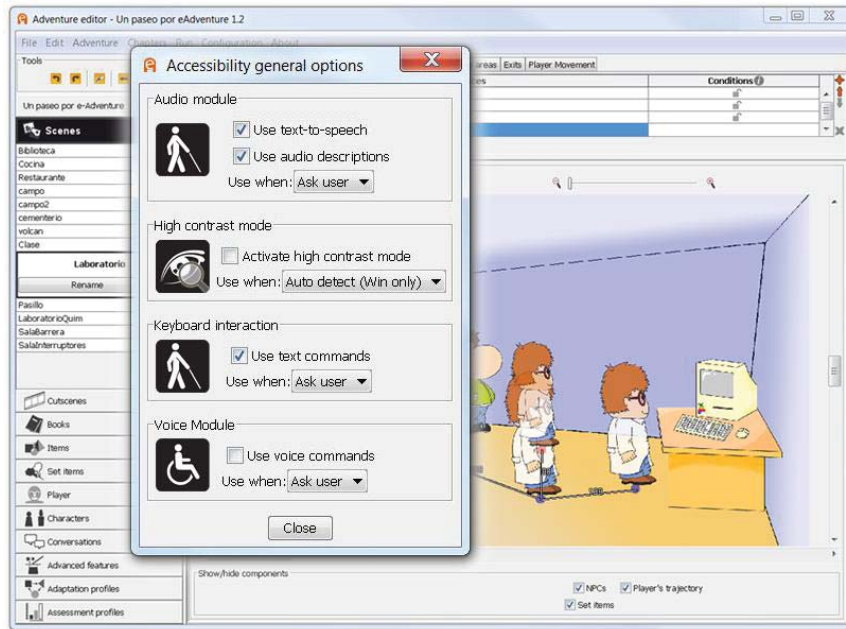 Adventure editor - Un paseo por eAdventure 1.2
File Edit Adventure Chapters Run Configuration About
Tools
Un paseo por e-Adventure
Scenes
Biblioteca
Cocina
Restaurante
campo
campo2
cementerio
volcan
Clase
Laboratorio
Rename
Pasillo
LaboratorioQuim
SalaBarrera
SalaInterruptores
Cutscenes
Books
Items
Set items
Player
Characters
Conversations
Advanced features
Adaptation profiles
Assessment profiles
Accessibility general options
Audio module
Use text-to-speech
Use audio descriptions
Use when: Ask user
High contrast mode
Activate high contrast mode
Use when: Auto detect (Win only)
Keyboard interaction
Use text commands
Use when: Ask user
Voice Module
Use voice commands
Use when: Ask user
Close
areas Exits Player Movement
Conditions
Show/hide components
NPCs Player's trajectory
Set items